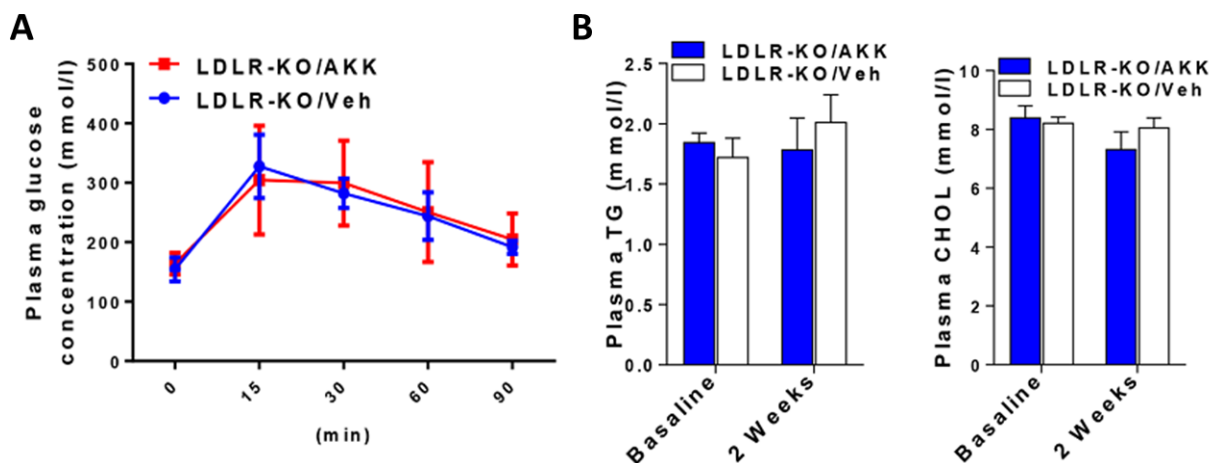 A
LDLR-KO/AKK
LDLR-KO/Veh
Plasma glucose
concentration (mmol/l)
500
400
300
200
100
0
0
15
30
60
90
(min)
B
LDLR-KO/AKK
LDLR-KO/Veh
Plasma TG (mmol/l)
2.5
2.0
1.5
1.0
0.5
0.0
Basaline
2 Weeks
LDLR-KO/AKK
LDLR-KO/Veh
Plasma CHOL (mmol/l)
10
8
6
4
2
0
Basaline
2 Weeks